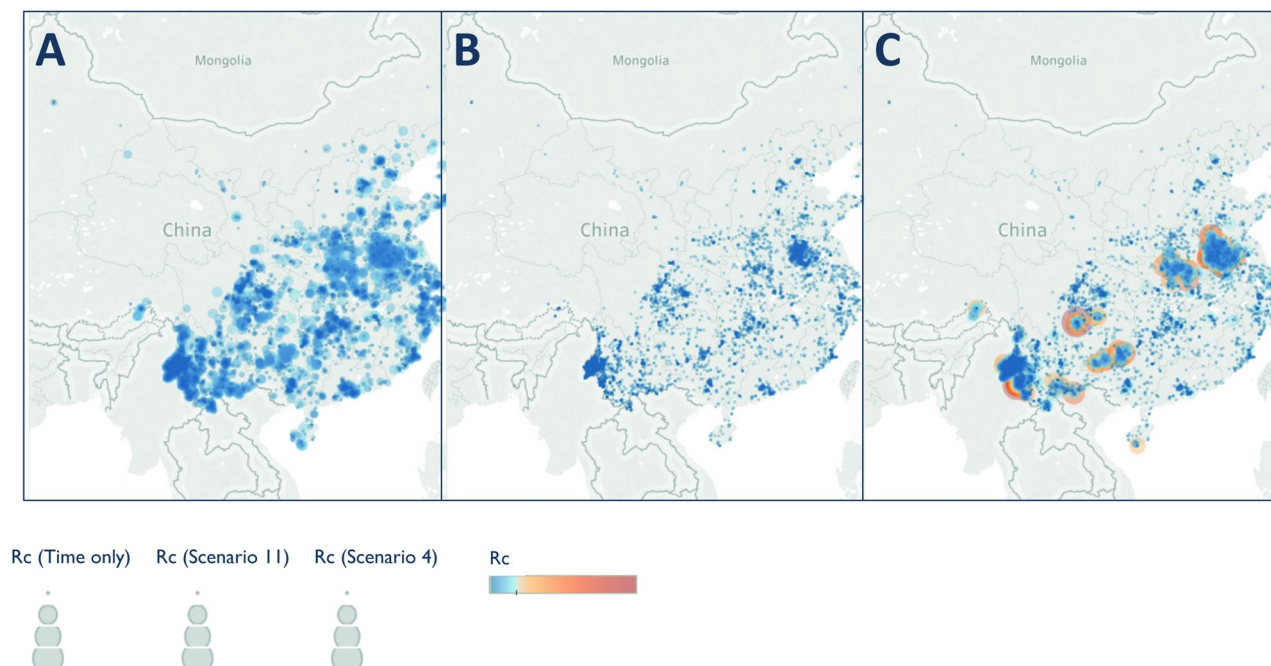 A B C
Mongolia Mongolia Mongolia
China China China
Rc (Time only) Rc (Scenario 11) Rc (Scenario 4) Rc